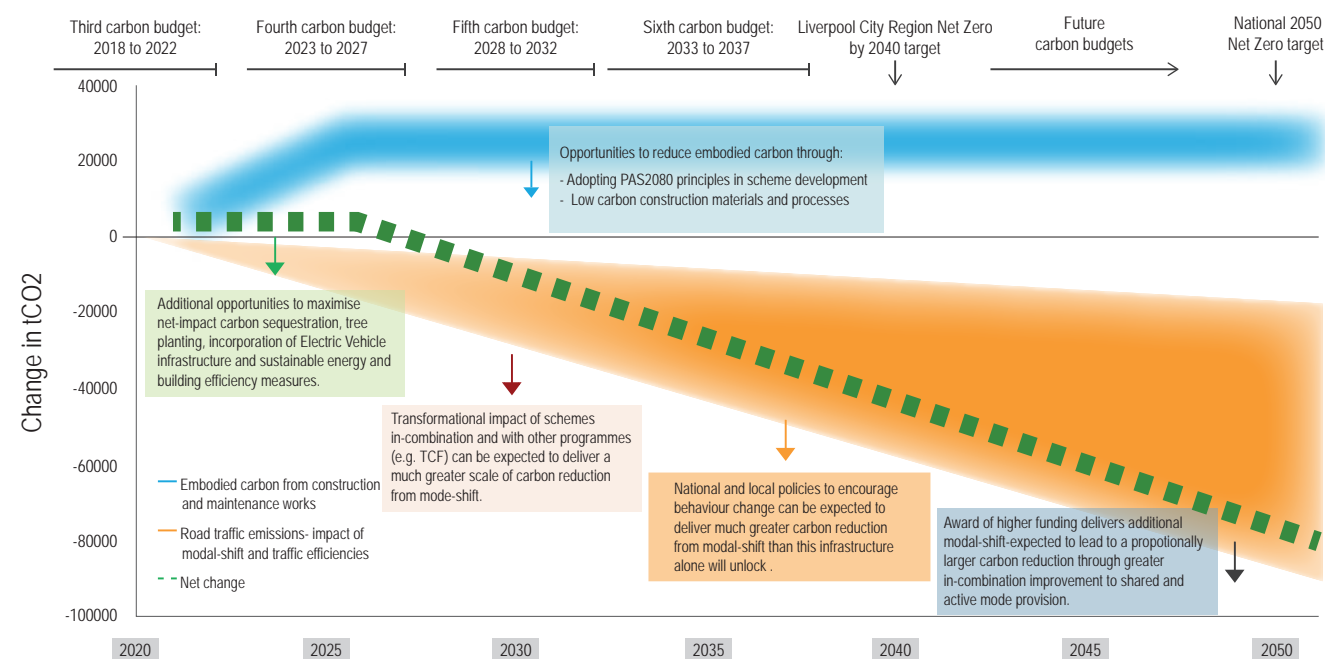 Third carbon budget:
2018 to 2022
Fourth carbon budget:
2023 to 2027
Fifth carbon budget:
2028 to 2032
Sixth carbon budget:
2033 to 2037
Liverpool City Region Net Zero
by 2040 target
Future
carbon budgets
National 2050
Net Zero target
Change in tCO2
40000
20000
0
-20000
-40000
-60000
-80000
-100000
Opportunities to reduce embodied carbon through:
- Adopting PAS2080 principles in scheme development
- Low carbon construction materials and processes
Additional opportunities to maximise
net-impact carbon sequestration, tree
planting, incorporation of Electric Vehicle
infrastructure and sustainable energy and
building efficiency measures.
Transformational impact of schemes
in-combination and with other programmes
(e.g. TCF) can be expected to deliver a
much greater scale of carbon reduction
from mode-shift.
National and local policies to encourage
behaviour change can be expected to
deliver much greater carbon reduction
from modal-shift than this infrastructure
alone will unlock .
Award of higher funding delivers additional
modal-shift-expected to lead to a propotionally
larger carbon reduction through greater
in-combination improvement to shared and
active mode provision.
Embodied carbon from construction
and maintenance works
Road traffic emissions- impact of
modal-shift and traffic efficiencies
Net change
2020
2025
2030
2035
2040
2045
2050